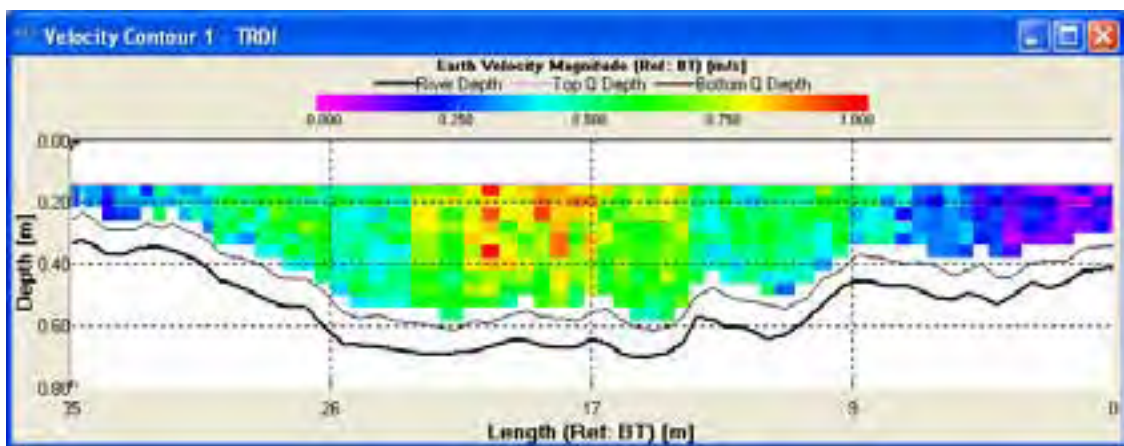 Velocity Contour 1 TRDI
Earth Velocity Magnitude (Ref: BT) [m/s]
River Depth Top Q Depth Bottom Q Depth
0.000 0.250 0.500 0.750 1.000
0.00
0.20
0.40
0.60
0.80
Depth [m]
35 26 17 9 0
Length (Ref: BT) [m]